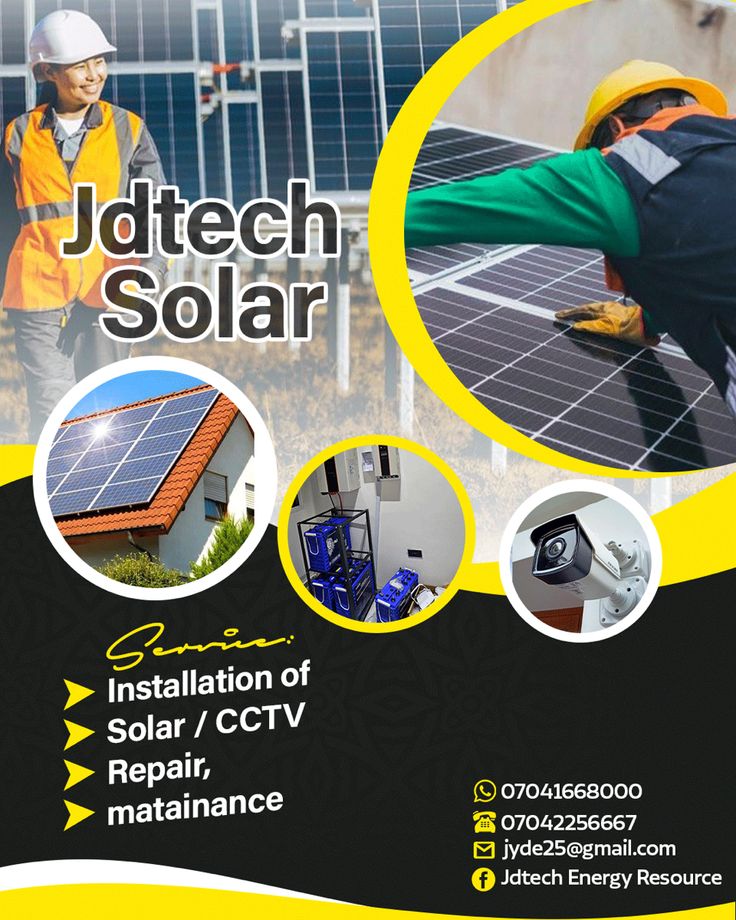 Jdtech
Solar
Service:
Installation of
Solar / CCTV
Repair,
matainance
07041668000
07042256667
jyde25@gmail.com
Jdtech Energy Resource